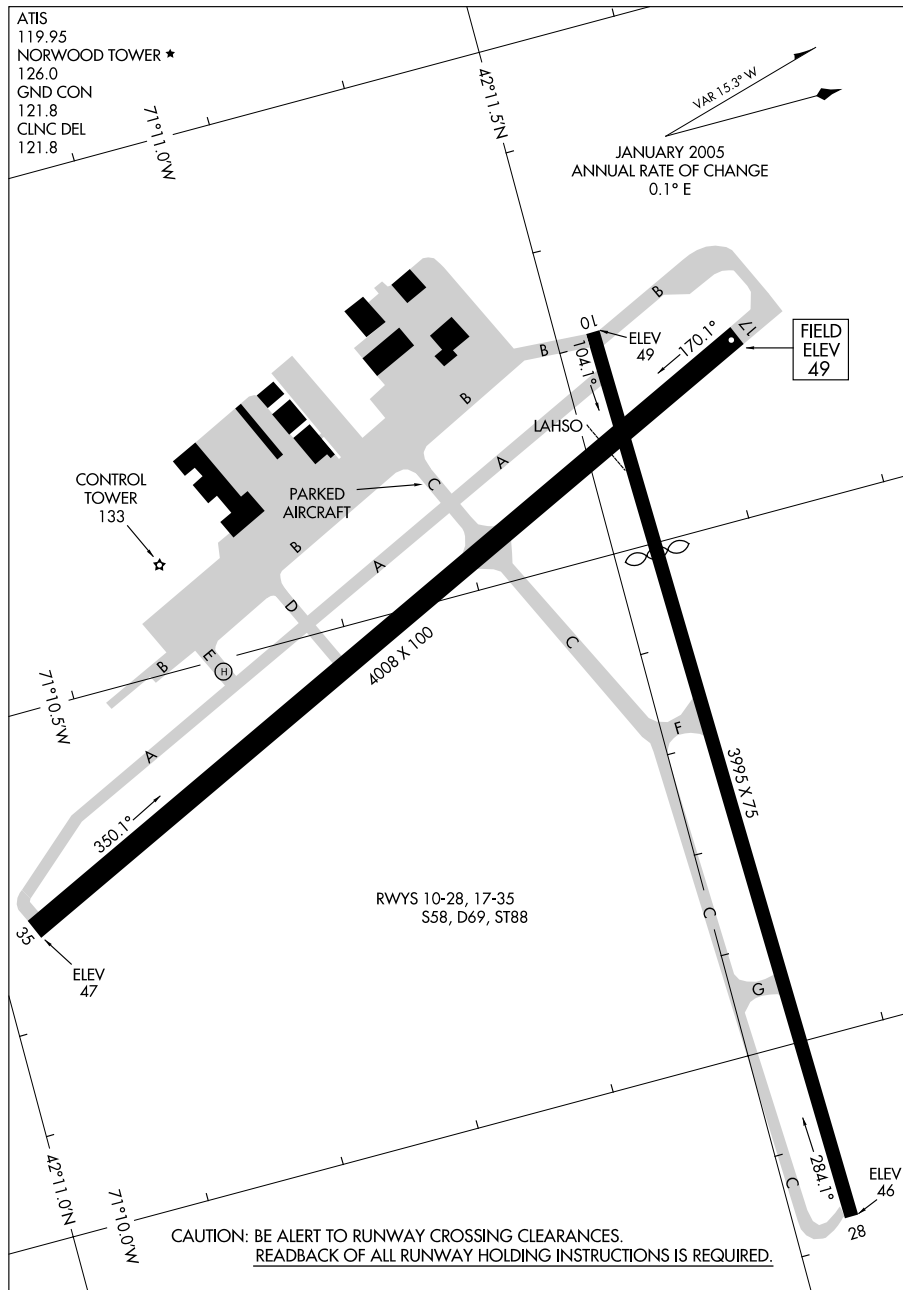 ATIS
119.95
NORWOOD TOWER ★
126.0
GND CON
121.8
CLNC DEL
121.8
71°11.0'W
42°11.5'N
VAR 15.3° W
JANUARY 2005
ANNUAL RATE OF CHANGE
0.1° E
B
17
FIELD
ELEV
49
10
ELEV
49
170.1°
104.1°
B
B
LAHSO
A
C
PARKED
AIRCRAFT
CONTROL
TOWER
133
B
A
D
E
H
B
4008 X 100
C
71°10.5'W
A
F
3995 X 75
350.1°
RWYS 10-28, 17-35
S58, D69, ST88
C
35
ELEV
47
G
284.1°
C
ELEV
46
28
42°11.0'N
71°10.0'W
CAUTION: BE ALERT TO RUNWAY CROSSING CLEARANCES.
READBACK OF ALL RUNWAY HOLDING INSTRUCTIONS IS REQUIRED.